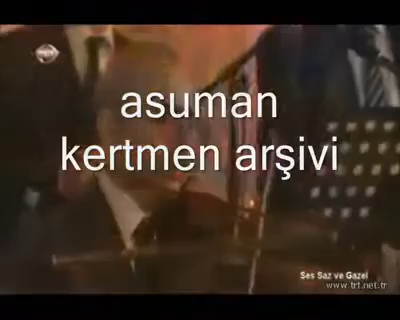 asuman
kertmen arşivi
Ses Saz ve Gazel
www.trt.net.tr